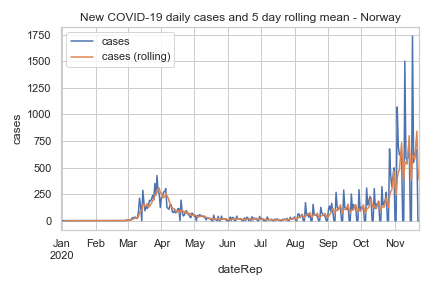 New COVID-19 daily cases and 5 day rolling mean - Norway
cases
cases (rolling)
1750
1500
1250
1000
750
500
250
0
cases
Jan Feb Mar Apr May Jun Jul Aug Sep Oct Nov
2020
dateRep